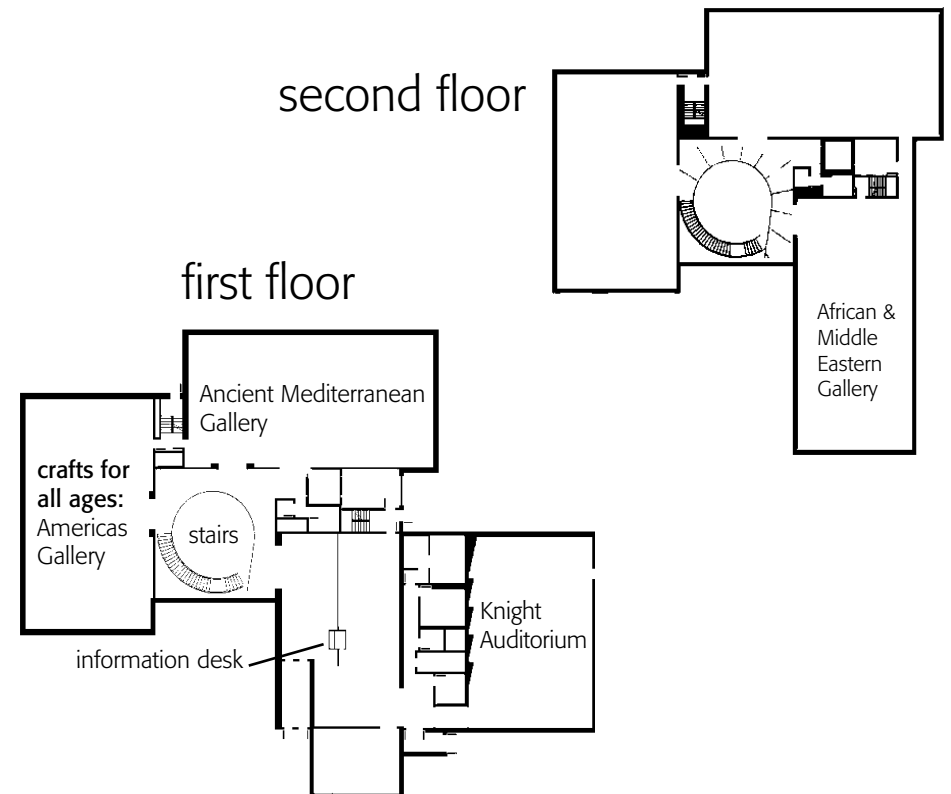 second floor
African &
Middle
Eastern
Gallery
first floor
Ancient Mediterranean
Gallery
crafts for
all ages:
Americas
Gallery
stairs
Knight
Auditorium
information desk